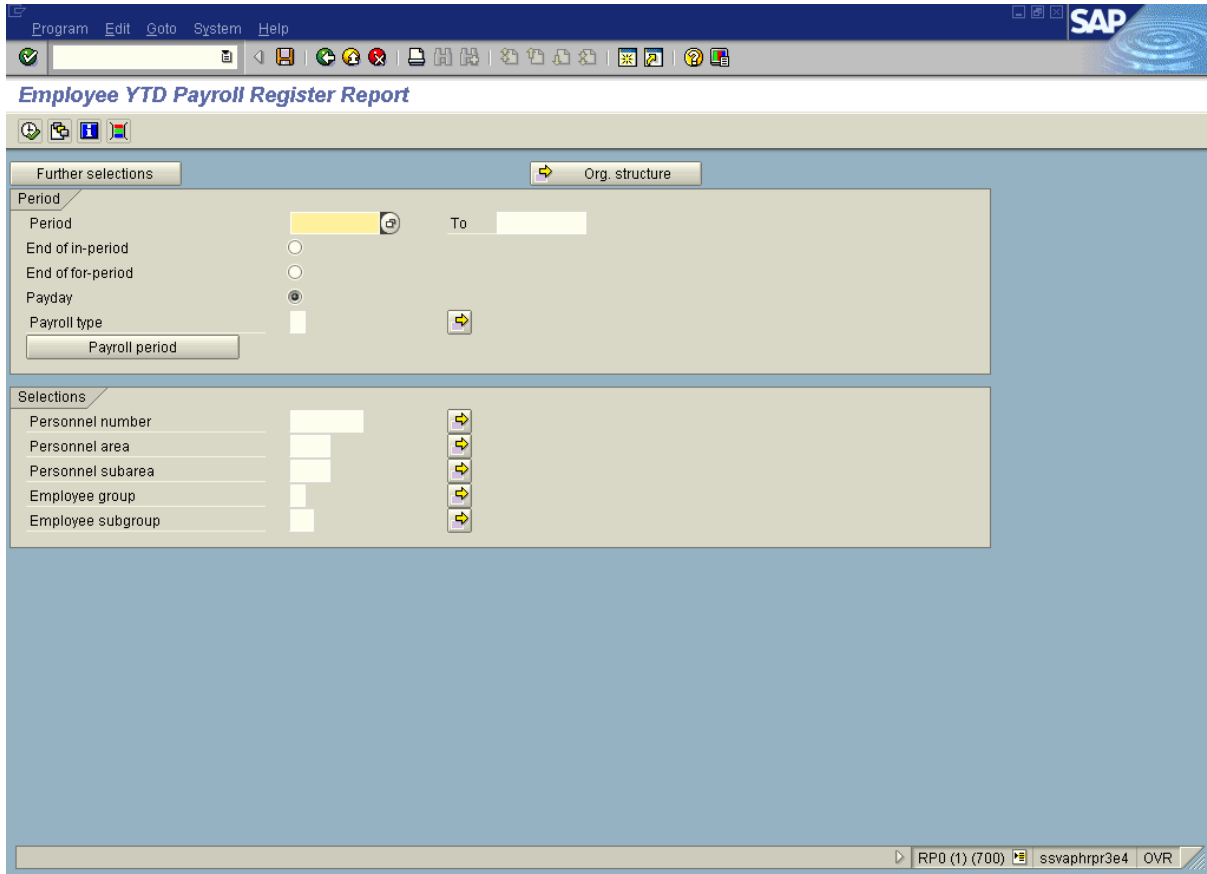 Program Edit Goto System Help
SAP
Employee YTD Payroll Register Report
Further selections Org. structure
Period
Period To
End of in-period
End of for-period
Payday
Payroll type
Payroll period
Selections
Personnel number
Personnel area
Personnel subarea
Employee group
Employee subgroup
RP0 (1) (700) ssvaphrpr3e4 OVR